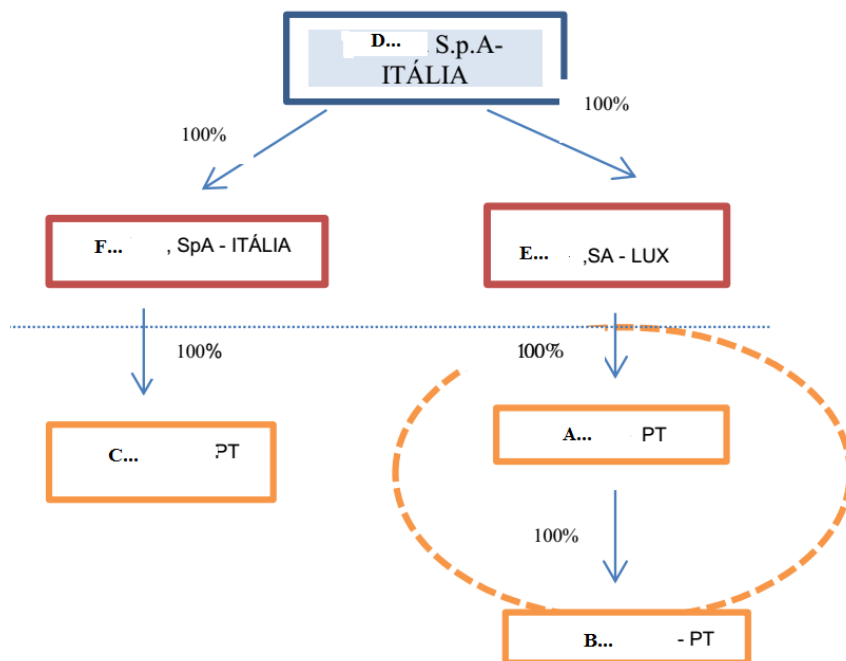 D... S.p.A-
ITÁLIA
100%
100%
F... , SpA - ITÁLIA
E... ,SA - LUX
100%
100%
C... PT
A... PT
100%
B... - PT